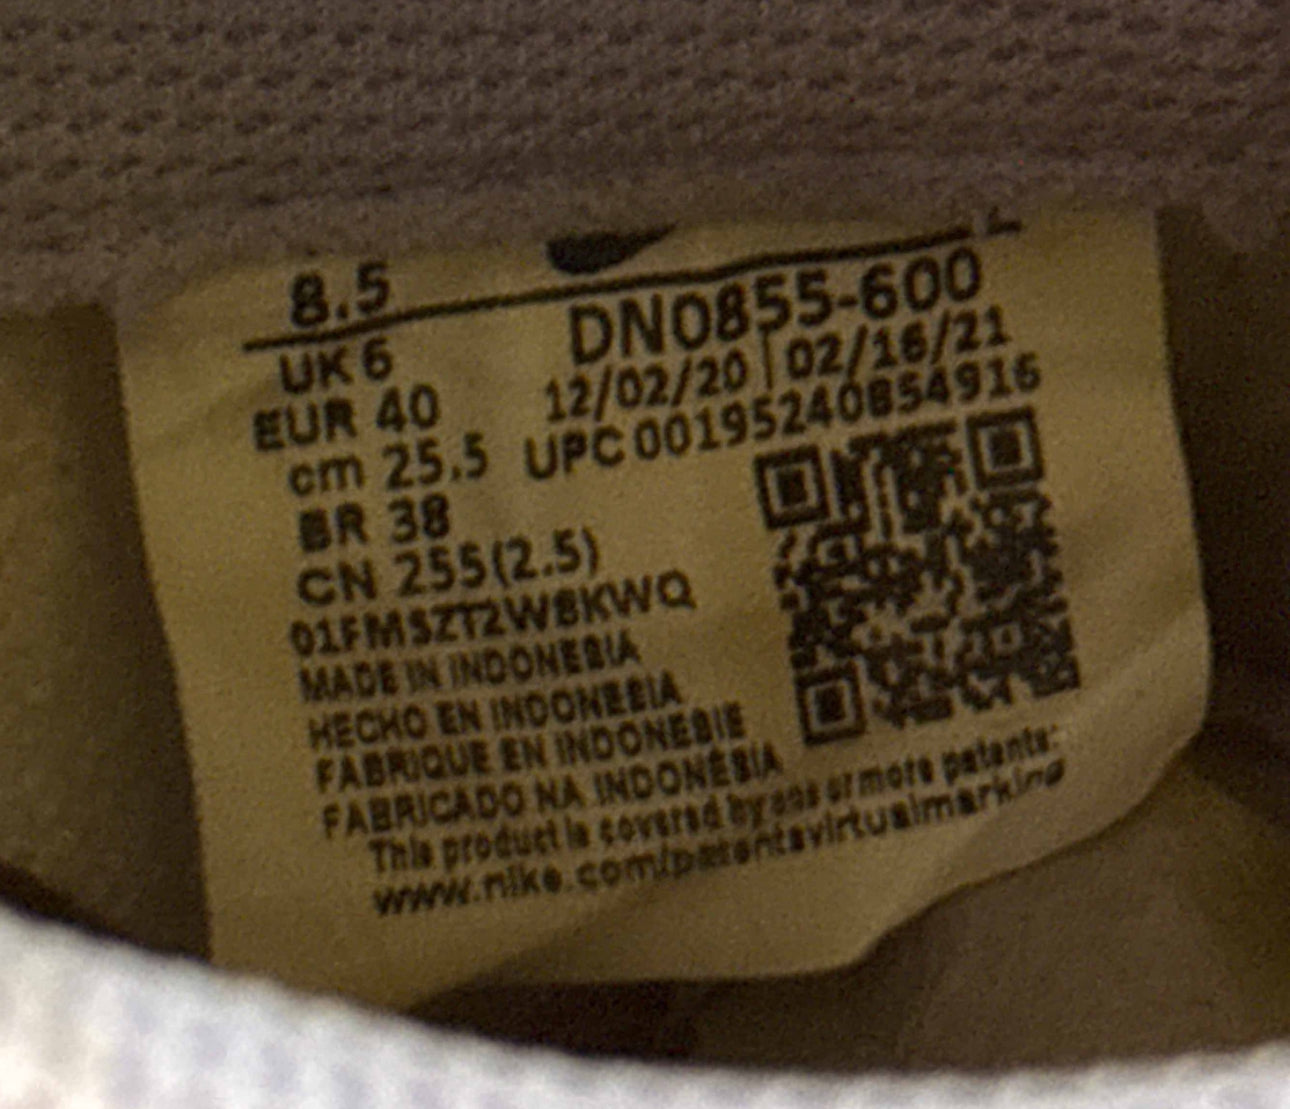 8.5
DN0855-600
UK 6
12/02/20 | 02/16/21
EUR 40
UPC 00195240854916
cm 25.5
BR 38
CN 255(2.5)
MADE IN INDONESIA
HECHO EN INDONESIA
FABRIQUE EN INDONESIE
FABRICADO NA INDONÉSIA
This product is covered by one or more patents:
www.nike.com/patentsvirtualmarking